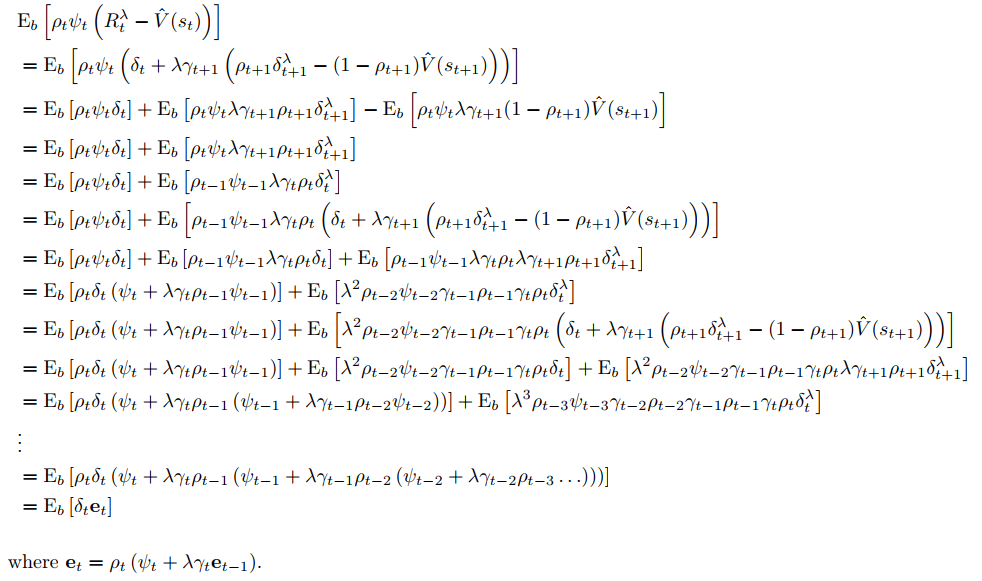 E_b [ρ_t ψ_t (R_t^λ − V̂(s_t))]
= E_b [ρ_t ψ_t (δ_t + λγ_{t+1} (ρ_{t+1} δ_{t+1}^λ − (1 − ρ_{t+1}) V̂(s_{t+1})))]
= E_b [ρ_t ψ_t δ_t] + E_b [ρ_t ψ_t λγ_{t+1} ρ_{t+1} δ_{t+1}^λ] − E_b [ρ_t ψ_t λγ_{t+1} (1 − ρ_{t+1}) V̂(s_{t+1})]
= E_b [ρ_t ψ_t δ_t] + E_b [ρ_t ψ_t λγ_{t+1} ρ_{t+1} δ_{t+1}^λ]
= E_b [ρ_t ψ_t δ_t] + E_b [ρ_{t−1} ψ_{t−1} λγ_t ρ_t δ_t^λ]
= E_b [ρ_t ψ_t δ_t] + E_b [ρ_{t−1} ψ_{t−1} λγ_t ρ_t (δ_t + λγ_{t+1} (ρ_{t+1} δ_{t+1}^λ − (1 − ρ_{t+1}) V̂(s_{t+1})))]
= E_b [ρ_t ψ_t δ_t] + E_b [ρ_{t−1} ψ_{t−1} λγ_t ρ_t δ_t] + E_b [ρ_{t−1} ψ_{t−1} λγ_t ρ_t λγ_{t+1} ρ_{t+1} δ_{t+1}^λ]
= E_b [ρ_t δ_t (ψ_t + λγ_t ρ_{t−1} ψ_{t−1})] + E_b [λ^2 ρ_{t−2} ψ_{t−2} γ_{t−1} ρ_{t−1} γ_t ρ_t δ_t^λ]
= E_b [ρ_t δ_t (ψ_t + λγ_t ρ_{t−1} ψ_{t−1})] + E_b [λ^2 ρ_{t−2} ψ_{t−2} γ_{t−1} ρ_{t−1} γ_t ρ_t (δ_t + λγ_{t+1} (ρ_{t+1} δ_{t+1}^λ − (1 − ρ_{t+1}) V̂(s_{t+1})))]
= E_b [ρ_t δ_t (ψ_t + λγ_t ρ_{t−1} ψ_{t−1})] + E_b [λ^2 ρ_{t−2} ψ_{t−2} γ_{t−1} ρ_{t−1} γ_t ρ_t δ_t] + E_b [λ^2 ρ_{t−2} ψ_{t−2} γ_{t−1} ρ_{t−1} γ_t ρ_t λγ_{t+1} ρ_{t+1} δ_{t+1}^λ]
= E_b [ρ_t δ_t (ψ_t + λγ_t ρ_{t−1} (ψ_{t−1} + λγ_{t−1} ρ_{t−2} ψ_{t−2}))] + E_b [λ^3 ρ_{t−3} ψ_{t−3} γ_{t−2} ρ_{t−2} γ_{t−1} ρ_{t−1} γ_t ρ_t δ_t^λ]
⋮
= E_b [ρ_t δ_t (ψ_t + λγ_t ρ_{t−1} (ψ_{t−1} + λγ_{t−1} ρ_{t−2} (ψ_{t−2} + λγ_{t−2} ρ_{t−3} …)))]
= E_b [δ_t e_t]
where e_t = ρ_t (ψ_t + λγ_t e_{t−1}).